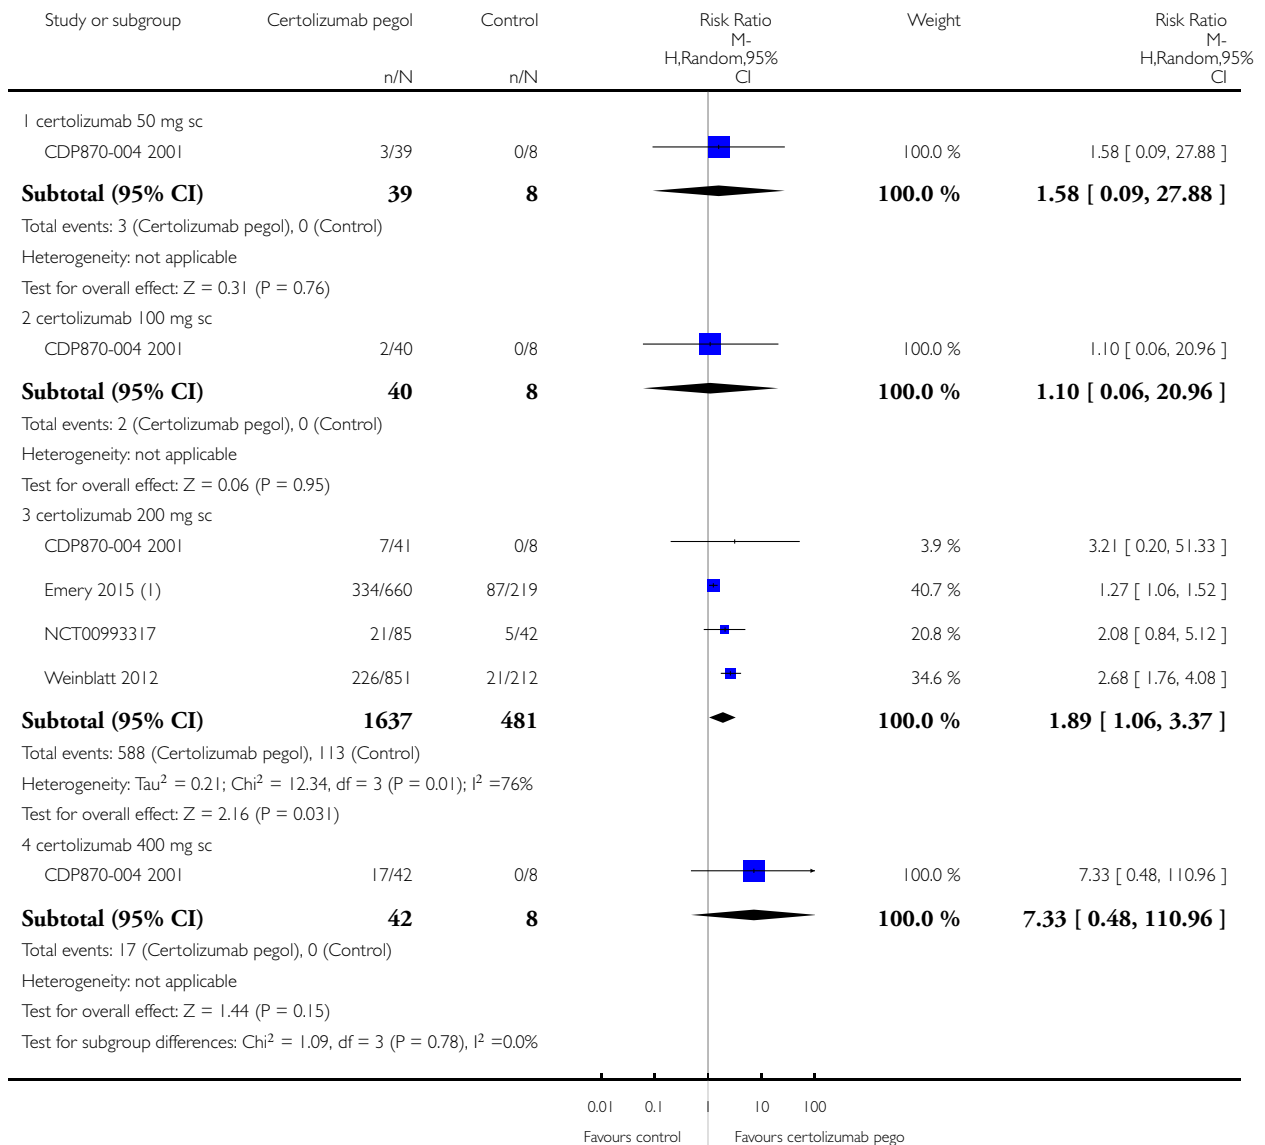 Study or subgroup Certolizumab pegol Control Risk Ratio Weight Risk Ratio
M- M-
H,Random,95% H,Random,95%
n/N n/N CI CI
1 certolizumab 50 mg sc
CDP870-004 2001 3/39 0/8 100.0 % 1.58 [ 0.09, 27.88 ]
Subtotal (95% CI) 39 8 100.0 % 1.58 [ 0.09, 27.88 ]
Total events: 3 (Certolizumab pegol), 0 (Control)
Heterogeneity: not applicable
Test for overall effect: Z = 0.31 (P = 0.76)
2 certolizumab 100 mg sc
CDP870-004 2001 2/40 0/8 100.0 % 1.10 [ 0.06, 20.96 ]
Subtotal (95% CI) 40 8 100.0 % 1.10 [ 0.06, 20.96 ]
Total events: 2 (Certolizumab pegol), 0 (Control)
Heterogeneity: not applicable
Test for overall effect: Z = 0.06 (P = 0.95)
3 certolizumab 200 mg sc
CDP870-004 2001 7/41 0/8 3.9 % 3.21 [ 0.20, 51.33 ]
Emery 2015 (1) 334/660 87/219 40.7 % 1.27 [ 1.06, 1.52 ]
NCT00993317 21/85 5/42 20.8 % 2.08 [ 0.84, 5.12 ]
Weinblatt 2012 226/851 21/212 34.6 % 2.68 [ 1.76, 4.08 ]
Subtotal (95% CI) 1637 481 100.0 % 1.89 [ 1.06, 3.37 ]
Total events: 588 (Certolizumab pegol), 113 (Control)
Heterogeneity: Tau² = 0.21; Chi² = 12.34, df = 3 (P = 0.01); I² =76%
Test for overall effect: Z = 2.16 (P = 0.031)
4 certolizumab 400 mg sc
CDP870-004 2001 17/42 0/8 100.0 % 7.33 [ 0.48, 110.96 ]
Subtotal (95% CI) 42 8 100.0 % 7.33 [ 0.48, 110.96 ]
Total events: 17 (Certolizumab pegol), 0 (Control)
Heterogeneity: not applicable
Test for overall effect: Z = 1.44 (P = 0.15)
Test for subgroup differences: Chi² = 1.09, df = 3 (P = 0.78), I² =0.0%
0.01 0.1 1 10 100
Favours control Favours certolizumab pego